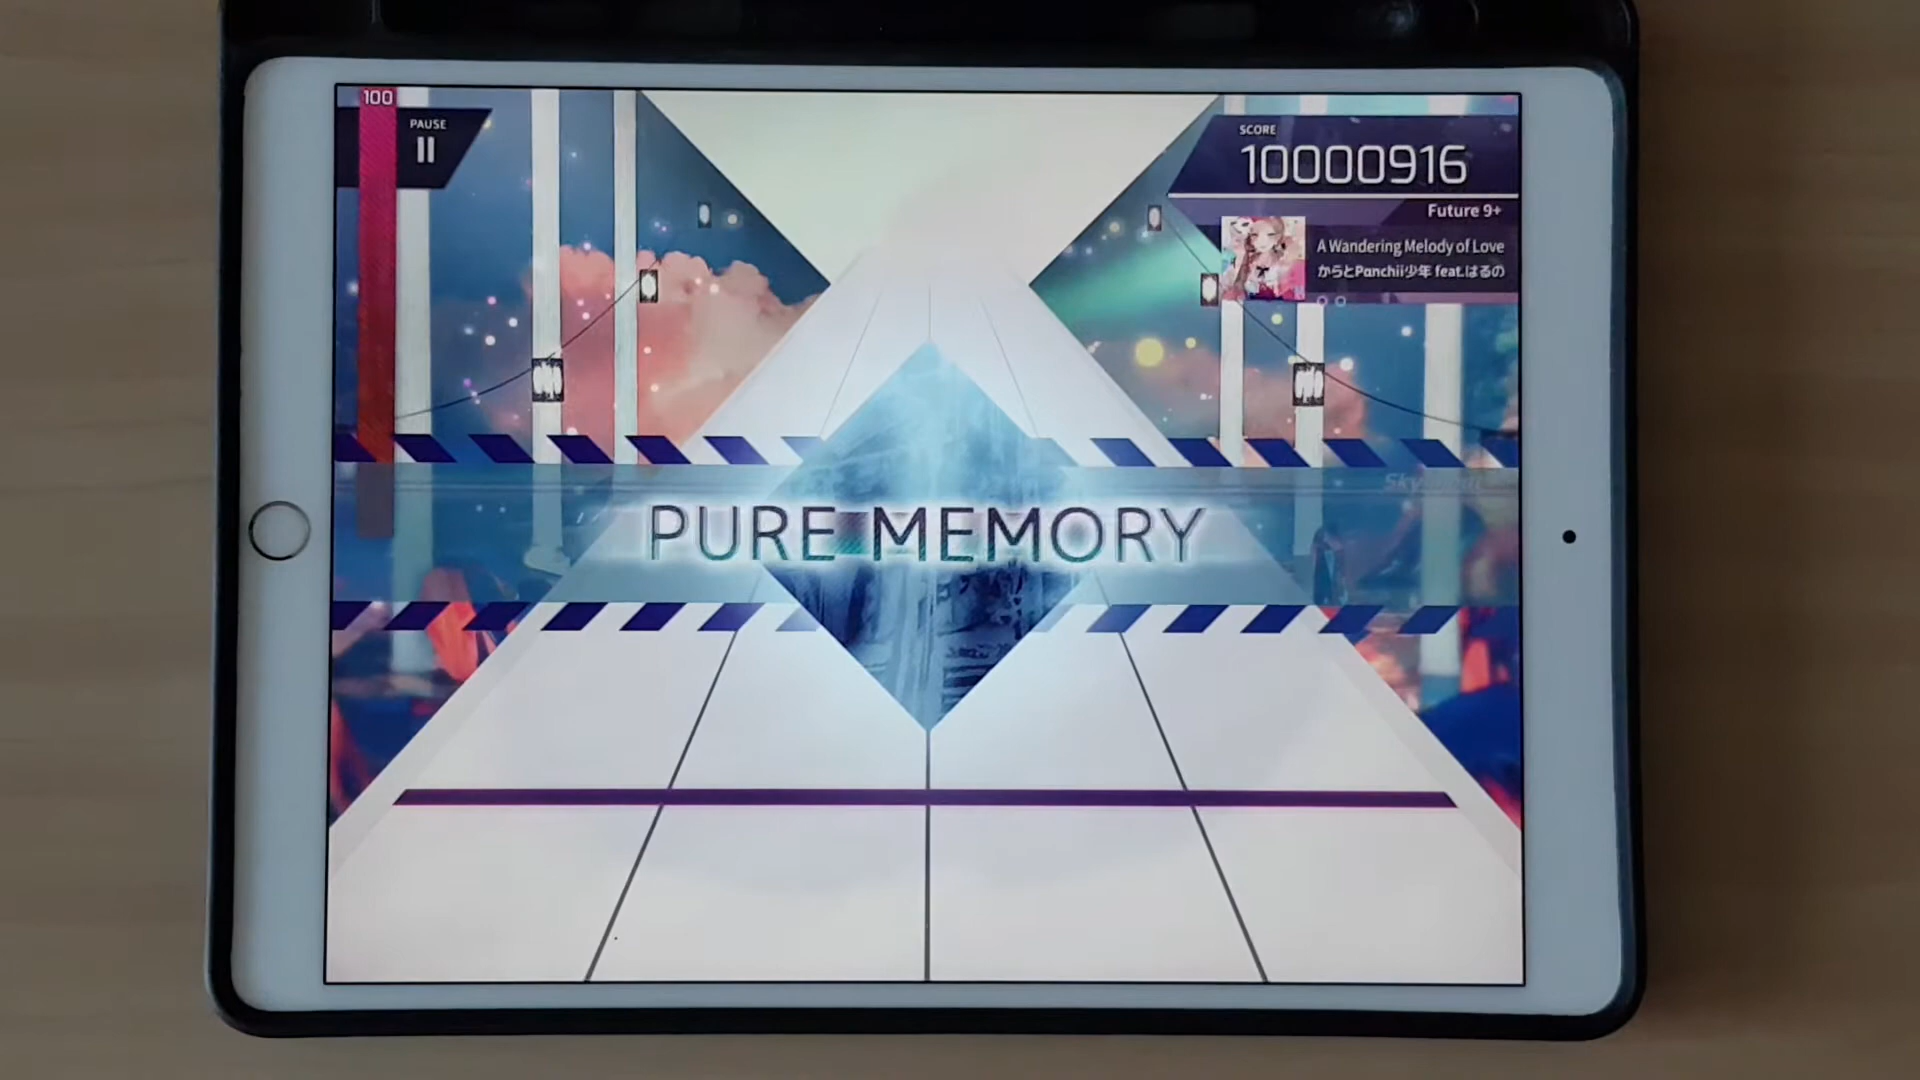 100
PAUSE
SCORE
10000916
Future 9+
A Wandering Melody of Love
からとPanchii少年 feat.はるの
PURE MEMORY